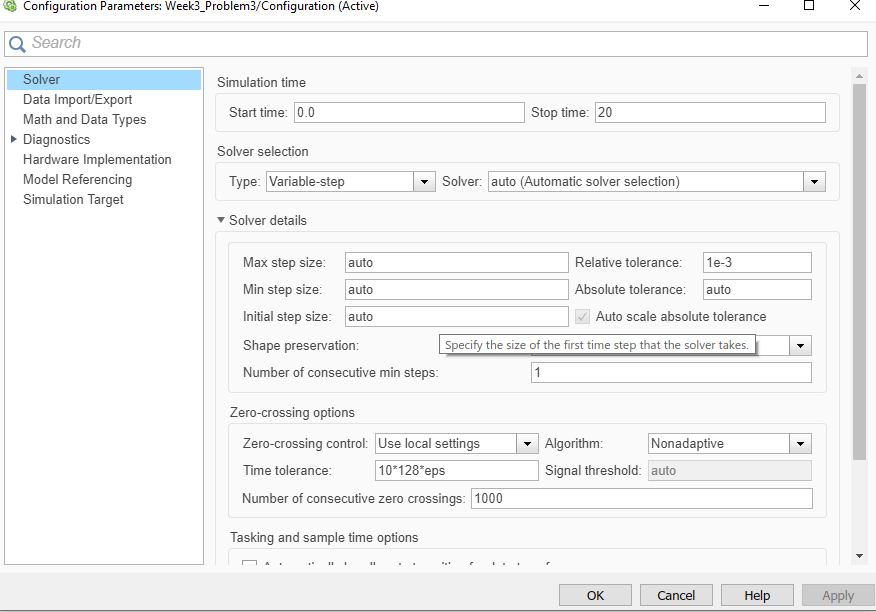 Configuration Parameters: Week3_Problem3/Configuration (Active)
Search
Solver
Data Import/Export
Math and Data Types
Diagnostics
Hardware Implementation
Model Referencing
Simulation Target
Simulation time
Start time: 0.0 Stop time: 20
Solver selection
Type: Variable-step Solver: auto (Automatic solver selection)
Solver details
Max step size: auto Relative tolerance: 1e-3
Min step size: auto Absolute tolerance: auto
Initial step size: auto Auto scale absolute tolerance
Shape preservation: Specify the size of the first time step that the solver takes.
Number of consecutive min steps: 1
Zero-crossing options
Zero-crossing control: Use local settings Algorithm: Nonadaptive
Time tolerance: 10*128*eps Signal threshold: auto
Number of consecutive zero crossings: 1000
Tasking and sample time options
OK Cancel Help Apply